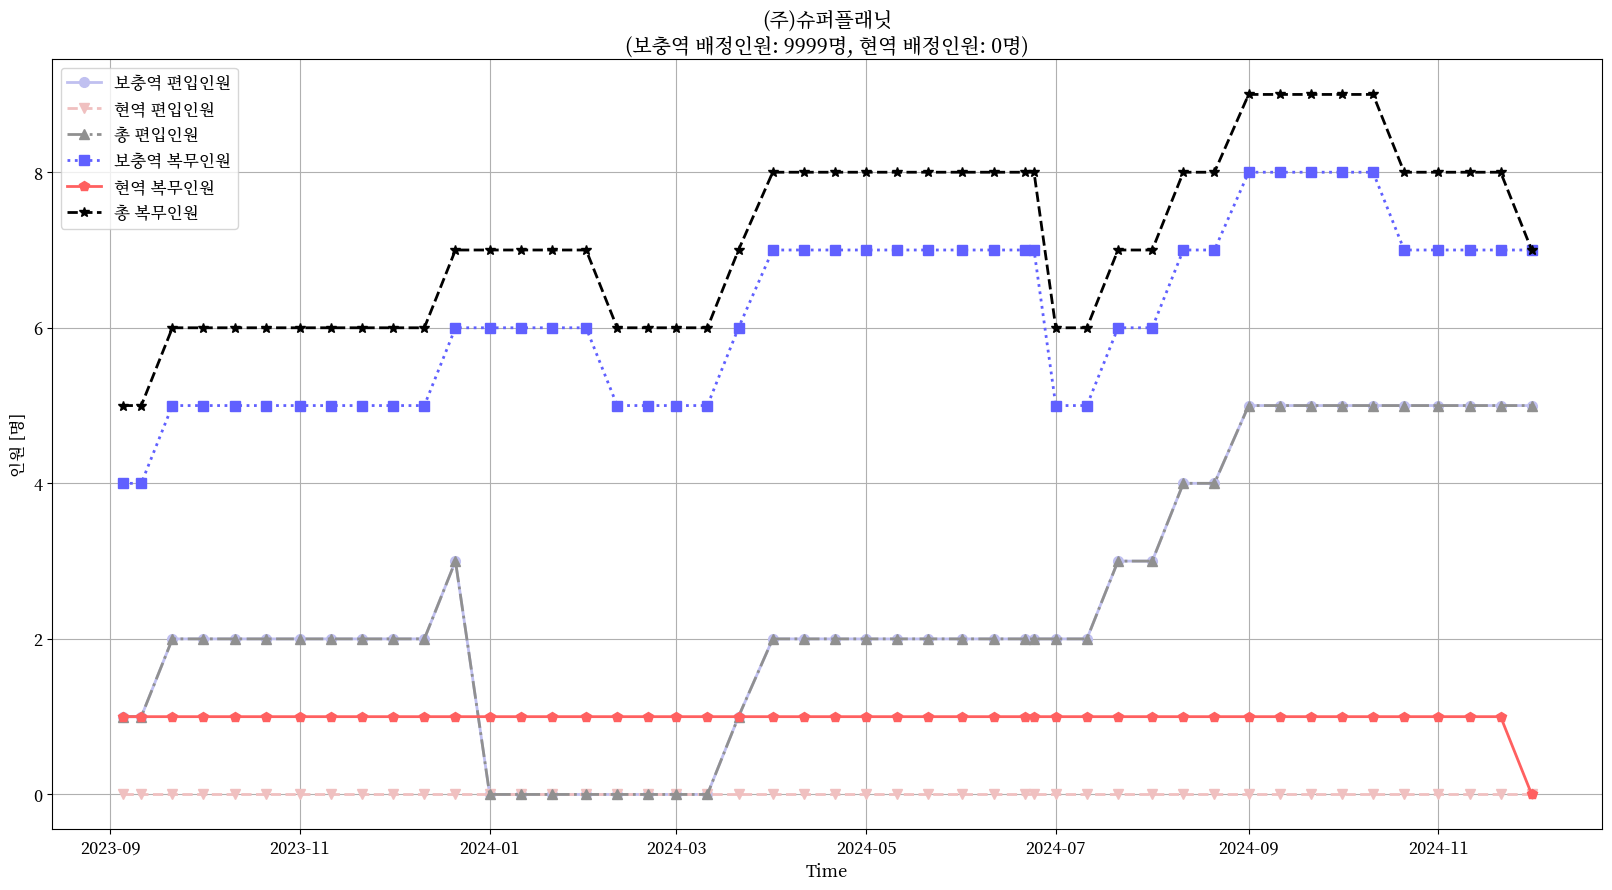 (주)슈퍼플래닛
(보충역 배정인원: 9999명, 현역 배정인원: 0명)
보충역 편입인원
현역 편입인원
총 편입인원
보충역 복무인원
현역 복무인원
총 복무인원
인원 [명]
8
6
4
2
0
2023-09 2023-11 2024-01 2024-03 2024-05 2024-07 2024-09 2024-11
Time